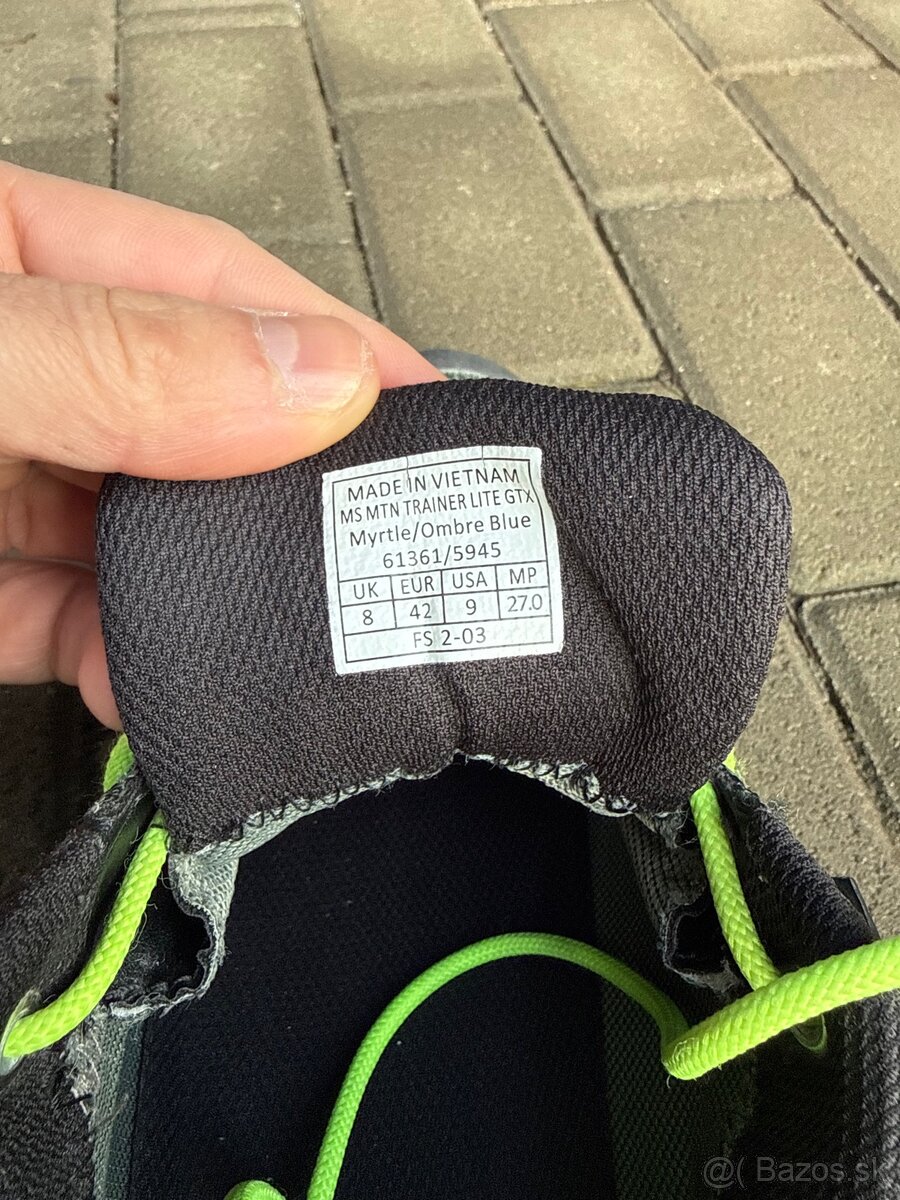 MADE IN VIETNAM
MS MTN TRAINER LITE GTX
Myrtle/Ombre Blue
61361/5945
UK EUR USA MP
8 42 9 27.0
FS 2-03
@( Bazos.sk